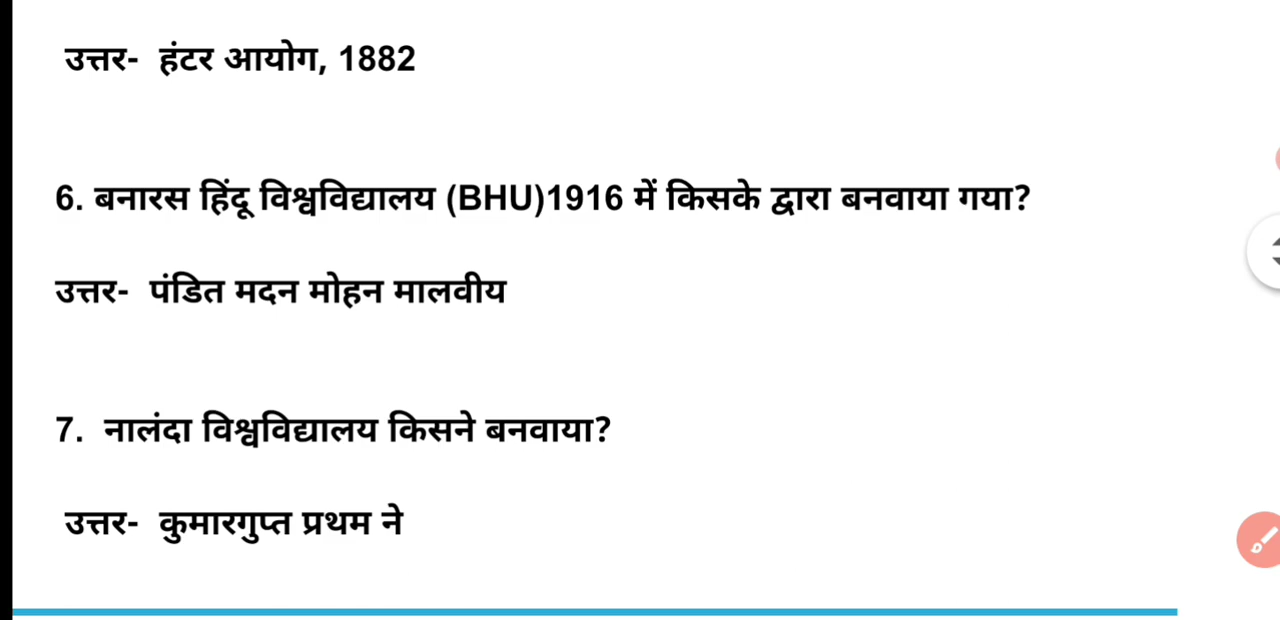 उत्तर- हंटर आयोग, 1882
6. बनारस हिंदू विश्वविद्यालय (BHU)1916 में किसके द्वारा बनवाया गया?
उत्तर- पंडित मदन मोहन मालवीय
7. नालंदा विश्वविद्यालय किसने बनवाया?
उत्तर- कुमारगुप्त प्रथम ने